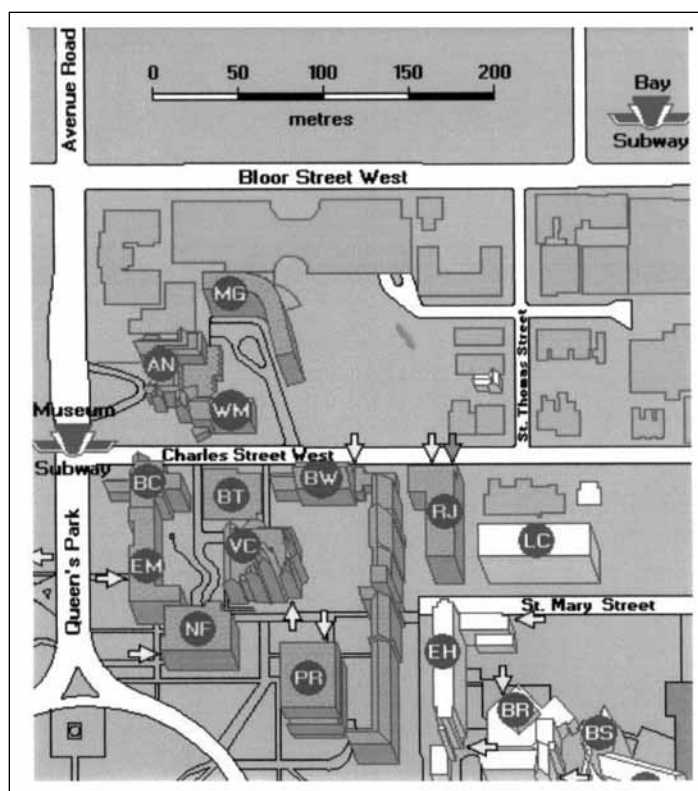 Avenue Road
0 50 100 150 200
metres
Bay
Subway
Bloor Street West
MG
AN
WM
St. Thomas Street
Museum
Subway
Charles Street West
BC
BT
BW
RJ
LC
VC
EM
Queen's Park
NF
St. Mary Street
EH
PR
BR
BS